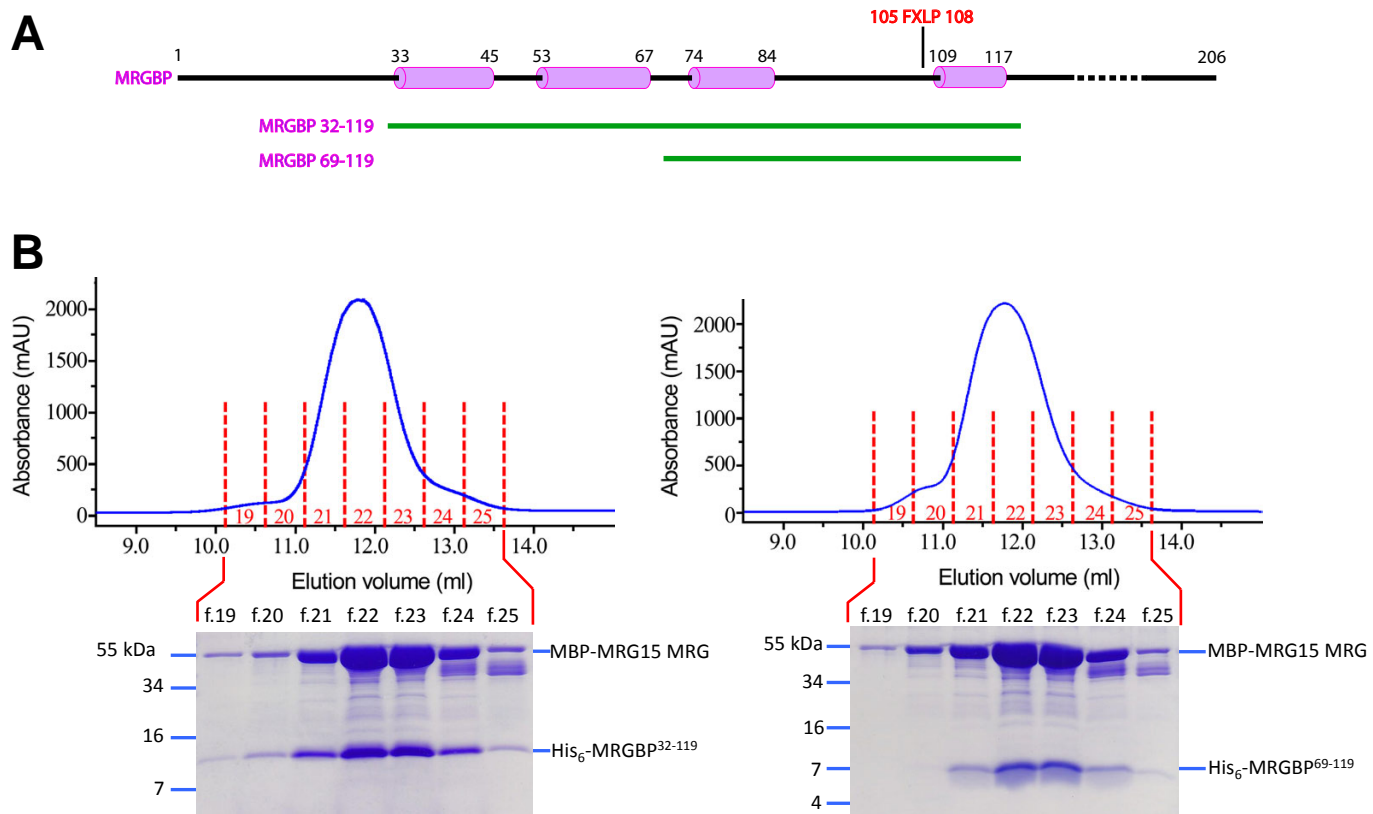 A
105 FXLP 108
1 33 45 53 67 74 84 109 117 206
MRGBP
MRGBP 32-119
MRGBP 69-119
B
Absorbance (mAU)
2000
1500
1000
500
0
19 20 21 22 23 24 25
9.0 10.0 11.0 12.0 13.0 14.0
Elution volume (ml)
f.19 f.20 f.21 f.22 f.23 f.24 f.25
55 kDa
34
16
7
MBP-MRG15 MRG
His6-MRGBP32-119
Absorbance (mAU)
2000
1500
1000
500
0
19 20 21 22 23 24 25
9.0 10.0 11.0 12.0 13.0 14.0
Elution volume (ml)
f.19 f.20 f.21 f.22 f.23 f.24 f.25
55 kDa
34
16
7
4
MBP-MRG15 MRG
His6-MRGBP69-119